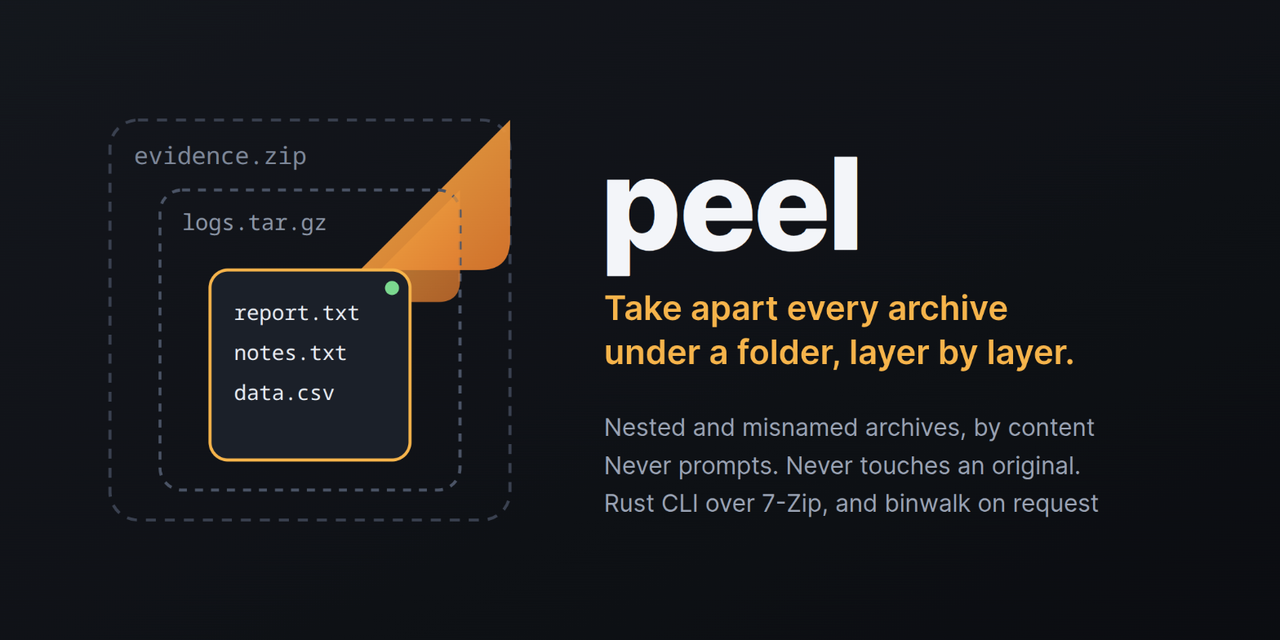 evidence.zip
logs.tar.gz
report.txt
notes.txt
data.csv
peel
Take apart every archive
under a folder, layer by layer.
Nested and misnamed archives, by content
Never prompts. Never touches an original.
Rust CLI over 7-Zip, and binwalk on request